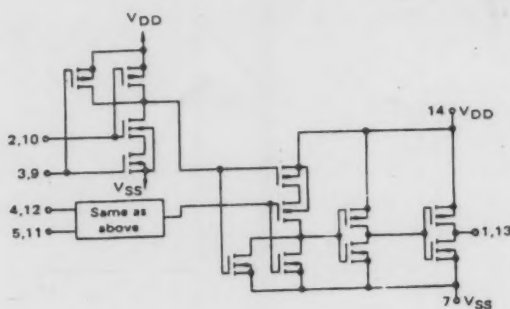 VDD
2,10
3,9
VSS
4,12
5,11
Same as
above
14
VDD
1,13
7
VSS